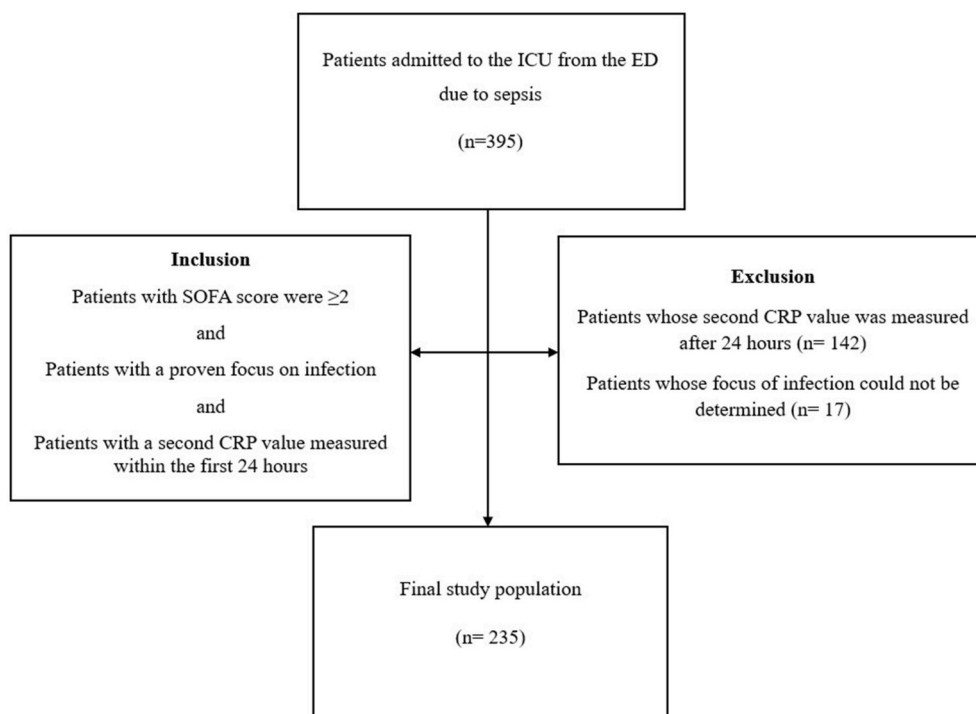 Patients admitted to the ICU from the ED
due to sepsis
(n=395)
Inclusion
Patients with SOFA score were ≥2
and
Patients with a proven focus on infection
and
Patients with a second CRP value measured
within the first 24 hours
Exclusion
Patients whose second CRP value was measured
after 24 hours (n= 142)
Patients whose focus of infection could not be
determined (n= 17)
Final study population
(n= 235)